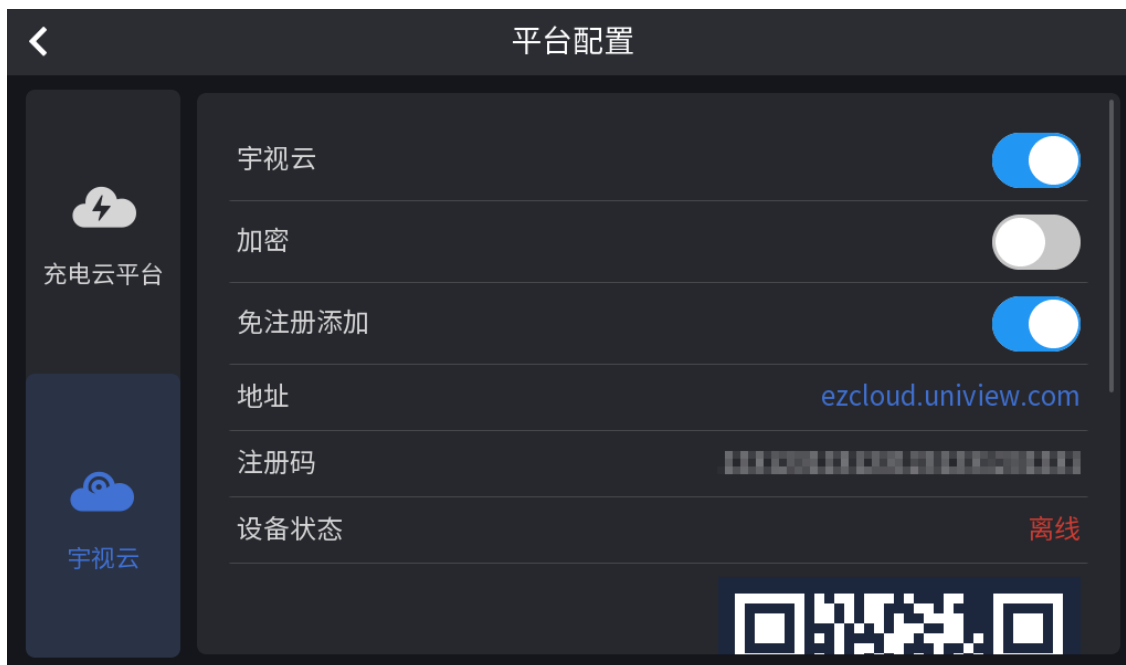 平台配置
充电云平台
宇视云
宇视云
加密
免注册添加
地址
ezcloud.uniview.com
注册码
设备状态
离线